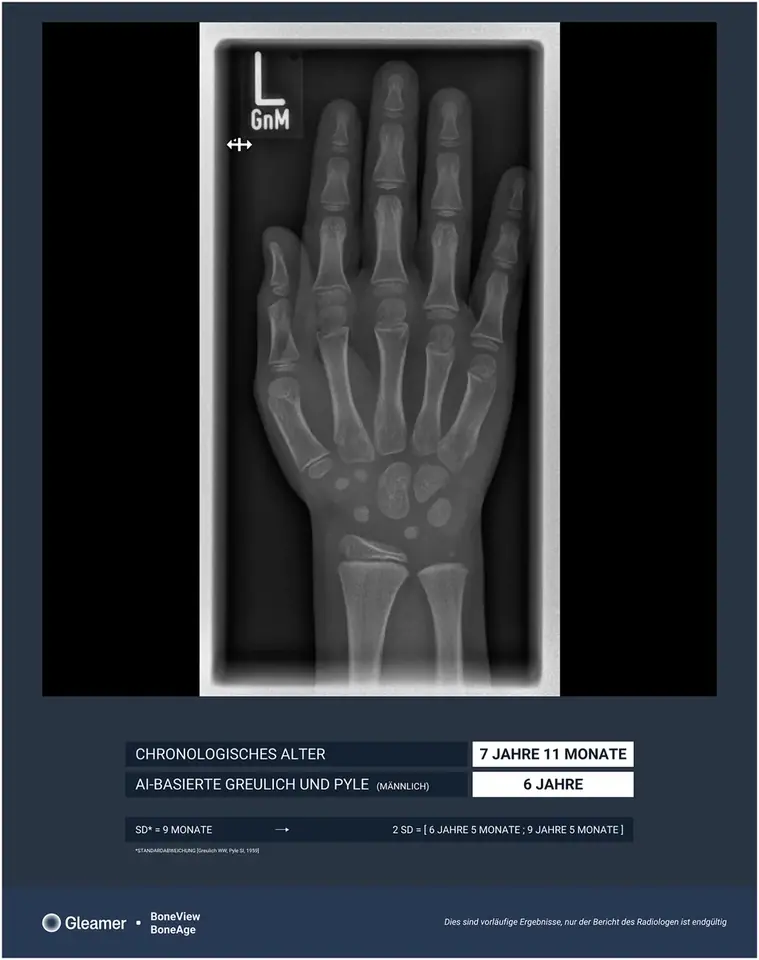 L
GnM
CHRONOLOGISCHES ALTER 7 JAHRE 11 MONATE
AI-BASIERTE GREULICH UND PYLE (MÄNNLICH) 6 JAHRE
SD* = 9 MONATE → 2 SD = [ 6 JAHRE 5 MONATE ; 9 JAHRE 5 MONATE ]
*STANDARDABWEICHUNG [Greulich WW, Pyle SI, 1959]
Gleamer • BoneView
BoneAge
Dies sind vorläufige Ergebnisse, nur der Bericht des Radiologen ist endgültig